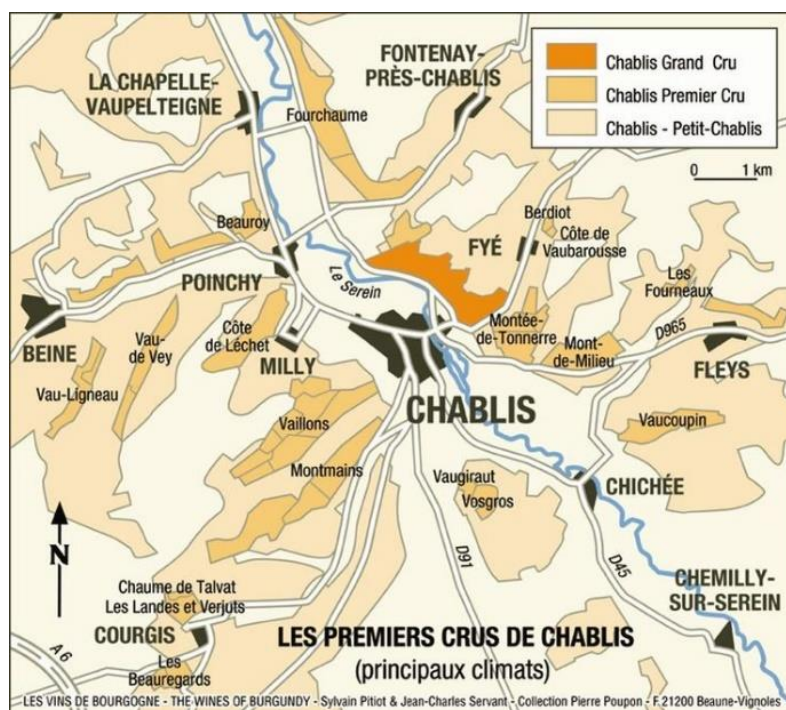 Chablis Grand Cru
Chablis Premier Cru
Chablis - Petit-Chablis
0 1 km
FONTENAY-
PRÈS-CHABLIS
LA CHAPELLE-
VAUPELTEIGNE
Fourchaume
Beauroy
Berdiot
Côte de
Vaubarousse
FYÉ
POINCHY
Le Serein
Les
Fourneaux
Montée-
de-Tonnerre
Mont-
de-Milieu
D965
BEINE
Vau-
de Vey
Côte
de Léchet
MILLY
FLEYS
Vau-Ligneau
CHABLIS
Vaillons
Vaucoupin
Montmains
Vaugiraut
Vosgros
CHICHÉE
N
D91
D45
CHEMILLY-
SUR-SEREIN
Chaume de Talvat
Les Landes et Verjuts
COURGIS
A 6
Les
Beauregards
LES PREMIERS CRUS DE CHABLIS
(principaux climats)
LES VINS DE BOURGOGNE - THE WINES OF BURGUNDY - Sylvain Pitiot & Jean-Charles Servant - Collection Pierre Poupon - F.21200 Beaune-Vignoles